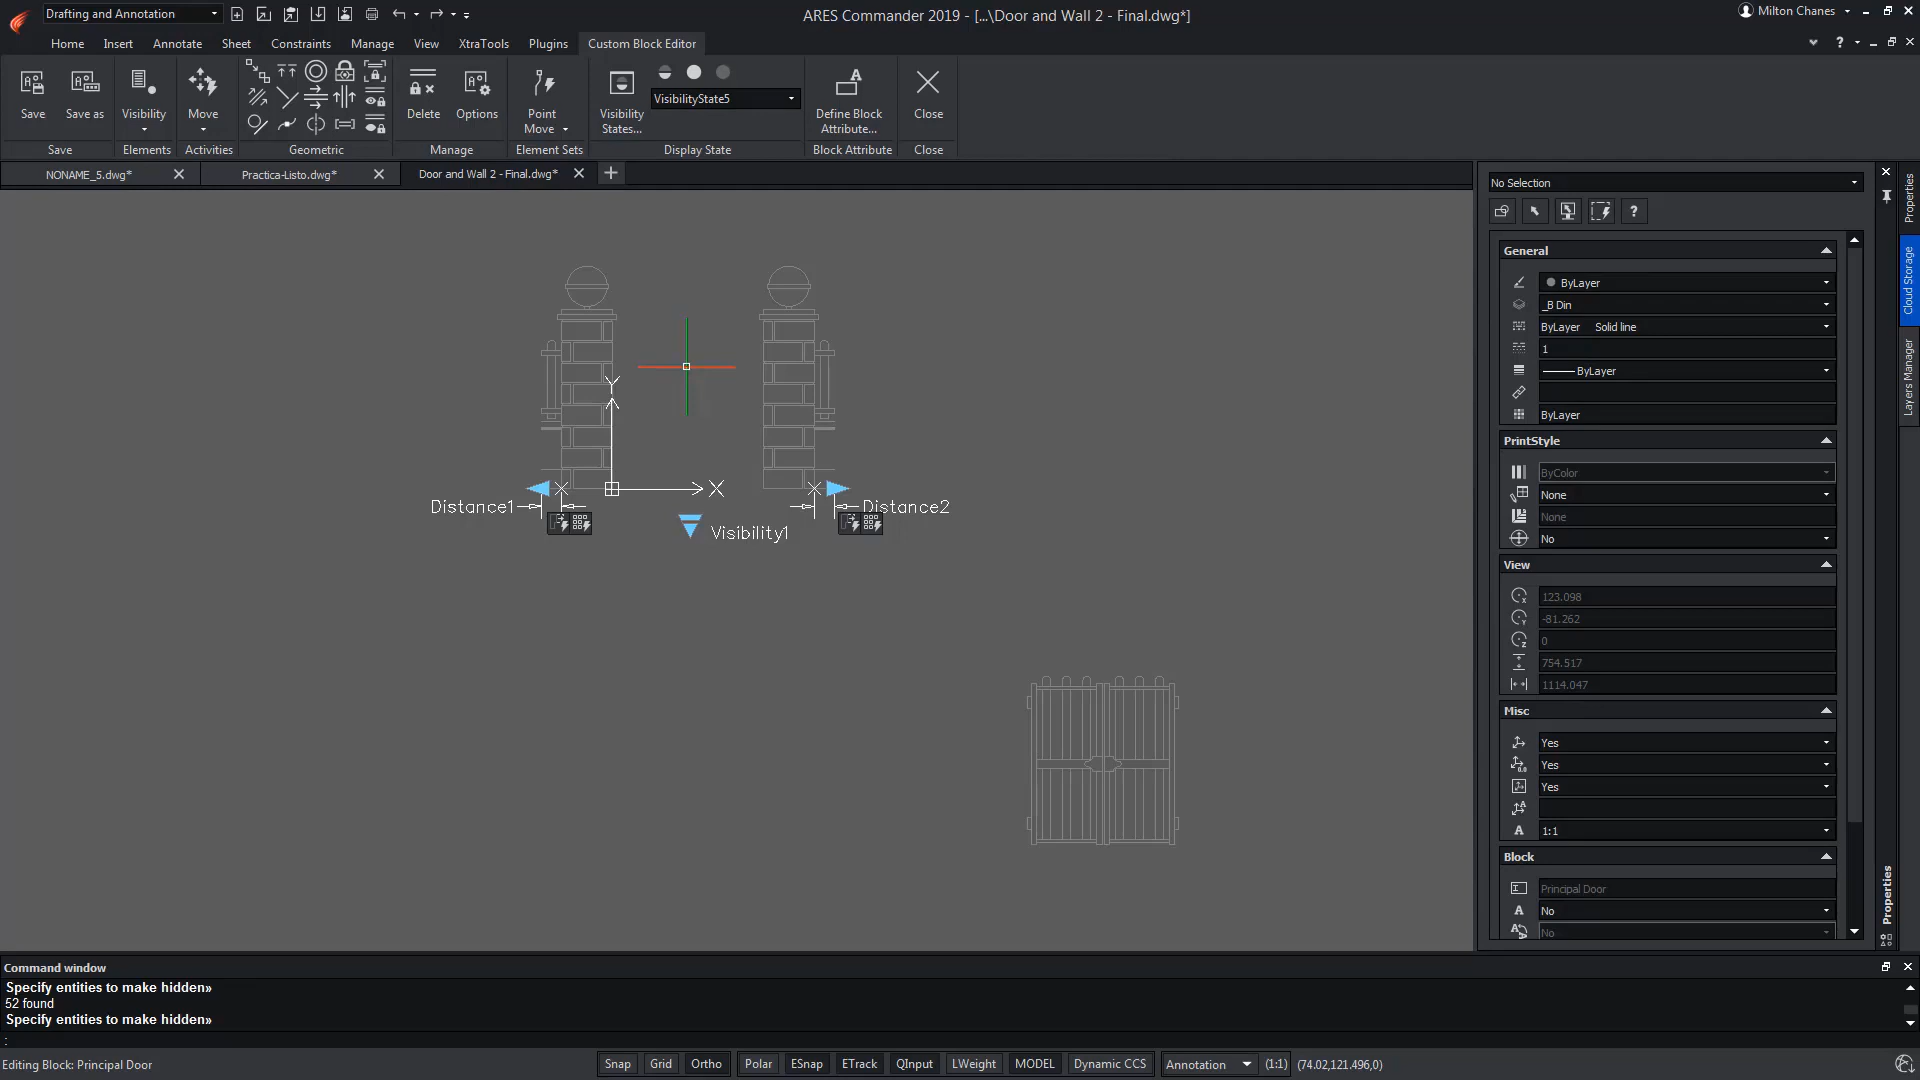 Drafting and Annotation
ARES Commander 2019 - [...\Door and Wall 2 - Final.dwg*]
Milton Chanes
Home
Insert
Annotate
Sheet
Constraints
Manage
View
XtraTools
Plugins
Custom Block Editor
?
Save
Save as
Visibility
Move
Delete
Options
Point
Move
Visibility
States...
VisibilityState5
Define Block
Attribute...
Close
Save
Elements
Activities
Geometric
Manage
Element Sets
Display State
Block Attribute
Close
NONAME_5.dwg*
Practica-Listo.dwg*
Door and Wall 2 - Final.dwg*
No Selection
?
General
ByLayer
_B Din
ByLayer Solid line
1
ByLayer
ByLayer
PrintStyle
ByColor
None
None
No
View
123.098
-81.262
0
754.517
1114.047
Misc
Yes
Yes
Yes
1:1
Block
Principal Door
No
No
Properties
Cloud Storage
Layers Manager
Properties
Y
X
Distance1
Distance2
Visibility1
Command window
Specify entities to make hidden»
52 found
Specify entities to make hidden»
:
Editing Block: Principal Door
Snap
Grid
Ortho
Polar
ESnap
ETrack
QInput
LWeight
MODEL
Dynamic CCS
Annotation
(1:1)
(74.02,121.496,0)